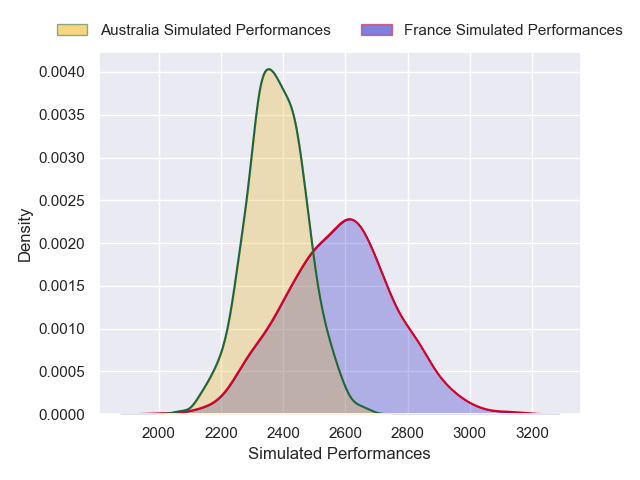 Australia Simulated Performances France Simulated Performances
0.0040
0.0035
0.0030
0.0025
0.0020
0.0015
0.0010
0.0005
0.0000
Density
2000 2200 2400 2600 2800 3000 3200
Simulated Performances